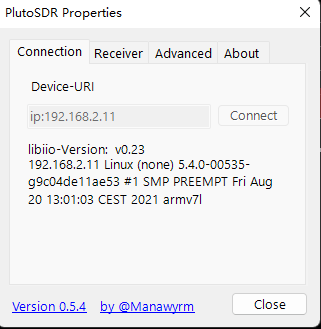 PlutoSDR Properties
Connection Receiver Advanced About
Device-URI
ip:192.168.2.11 Connect
libiio-Version: v0.23
192.168.2.11 Linux (none) 5.4.0-00535-
g9c04de11ae53 #1 SMP PREEMPT Fri Aug
20 13:01:03 CEST 2021 armv7l
Version 0.5.4 by @Manawyrm Close